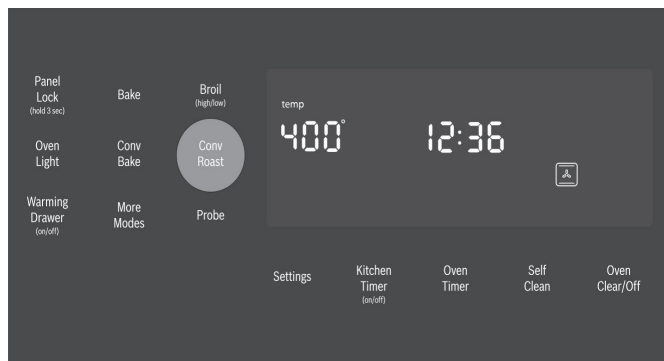 Panel
Lock
(hold 3 sec)
Bake
Broil
(high/low)
Oven
Light
Conv
Bake
Conv
Roast
Warming
Drawer
(on/off)
More
Modes
Probe
temp
400°
12:36
Settings
Kitchen
Timer
(on/off)
Oven
Timer
Self
Clean
Oven
Clear/Off